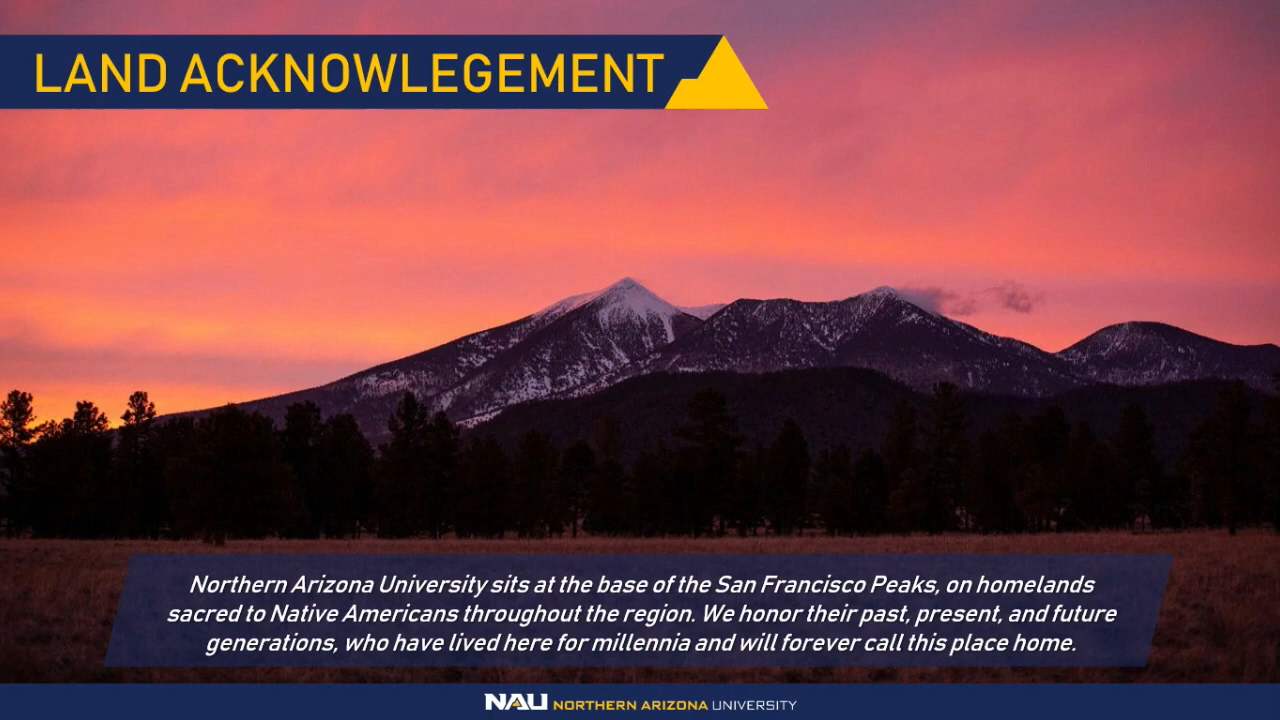 LAND ACKNOWLEGEMENT
Northern Arizona University sits at the base of the San Francisco Peaks, on homelands
sacred to Native Americans throughout the region. We honor their past, present, and future
generations, who have lived here for millennia and will forever call this place home.
NAU NORTHERN ARIZONA UNIVERSITY